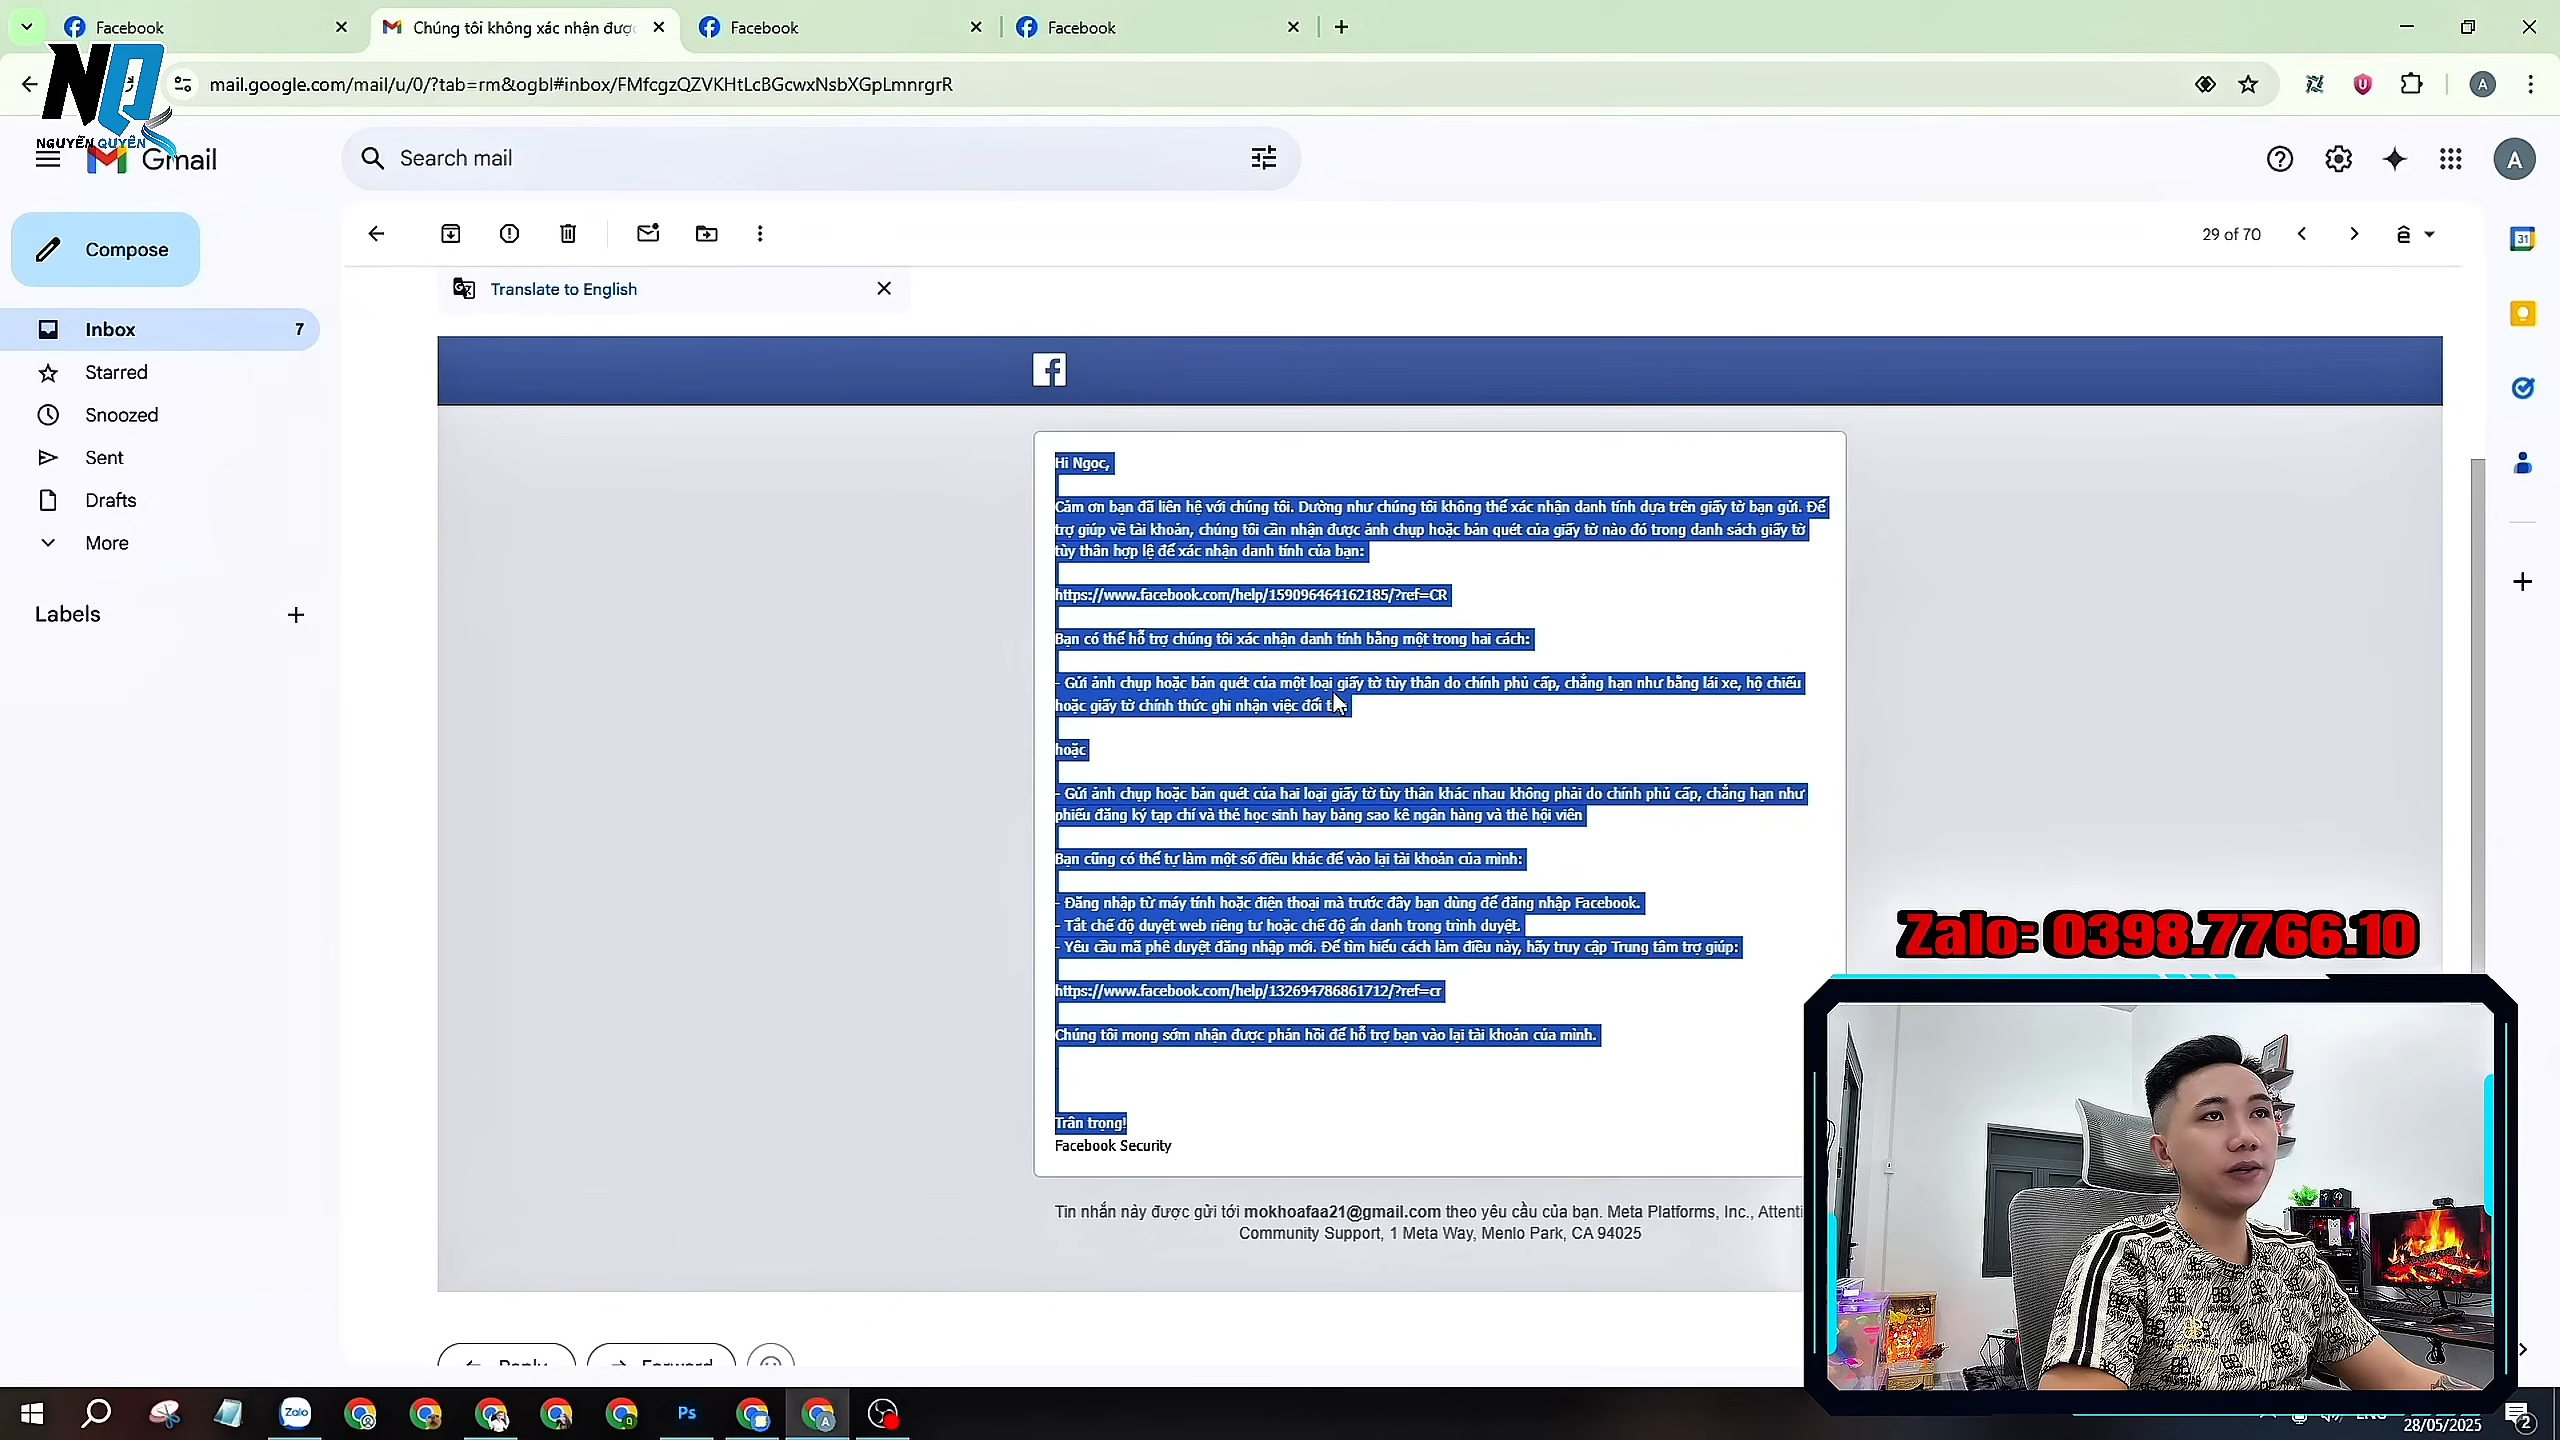 Facebook
Chúng tôi không xác nhận đượ
Facebook
Facebook
mail.google.com/mail/u/0/?tab=rm&ogbl#inbox/FMfcgzQZVKHtLcBGcwxNsbXGpLmnrgrR
A
NQ
NGUYỄN QUYỀN
Gmail
Search mail
A
Compose
29 of 70
Translate to English
31
Inbox 7
Starred
Snoozed
Sent
Drafts
More
Labels
Hi Ngọc,
Cảm ơn bạn đã liên hệ với chúng tôi. Dường như chúng tôi không thể xác nhận danh tính dựa trên giấy tờ bạn gửi. Để
trợ giúp về tài khoản, chúng tôi cần nhận được ảnh chụp hoặc bản quét của giấy tờ nào đó trong danh sách giấy tờ
tùy thân hợp lệ để xác nhận danh tính của bạn:
https://www.facebook.com/help/159096464162185/?ref=CR
Bạn có thể hỗ trợ chúng tôi xác nhận danh tính bằng một trong hai cách:
- Gửi ảnh chụp hoặc bản quét của một loại giấy tờ tùy thân do chính phủ cấp, chẳng hạn như bằng lái xe, hộ chiếu
hoặc giấy tờ chính thức ghi nhận việc đổi
hoặc
- Gửi ảnh chụp hoặc bản quét của hai loại giấy tờ tùy thân khác nhau không phải do chính phủ cấp, chẳng hạn như
phiếu đăng ký tạp chí và thẻ học sinh hay bảng sao kê ngân hàng và thẻ hội viên
Bạn cũng có thể tự làm một số điều khác để vào lại tài khoản của mình:
- Đăng nhập từ máy tính hoặc điện thoại mà trước đây bạn dùng để đăng nhập Facebook.
- Tắt chế độ duyệt web riêng tư hoặc chế độ ẩn danh trong trình duyệt.
- Yêu cầu mã phê duyệt đăng nhập mới. Để tìm hiểu cách làm điều này, hãy truy cập Trung tâm trợ giúp:
https://www.facebook.com/help/132694786861712/?ref=cr
Chúng tôi mong sớm nhận được phản hồi để hỗ trợ bạn vào lại tài khoản của mình.
Trân trọng!
Facebook Security
Tin nhắn này được gửi tới mokhoafaa21@gmail.com theo yêu cầu của bạn. Meta Platforms, Inc., Attenti
Community Support, 1 Meta Way, Menlo Park, CA 94025
Zalo: 0398.7766.10
Reply
Forward
Zalo
Ps
ENG
28/05/2025
2